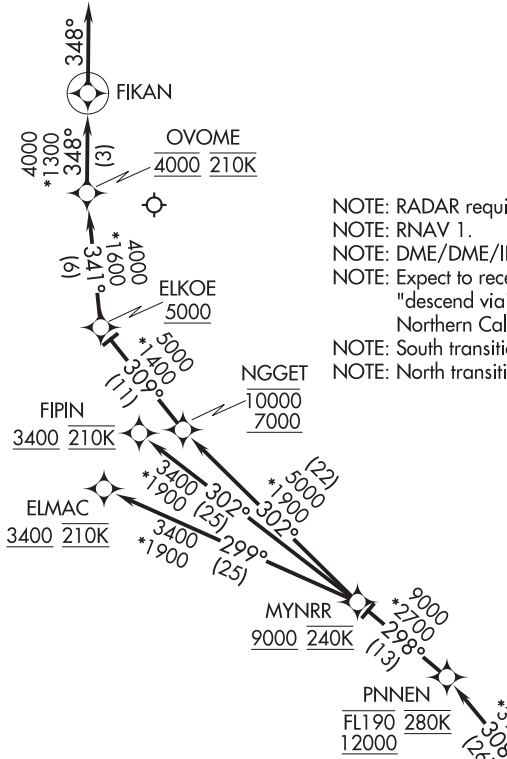 348°
FIKAN
OVOME
4000 210K
4000
*1300
348°
(3)
NOTE: RADAR requi
NOTE: RNAV 1.
NOTE: DME/DME/I
NOTE: Expect to rece
"descend via
Northern Cal
NOTE: South transiti
NOTE: North transiti
4000
*1600
341°
(6)
ELKOE
5000
5000
*1400
309°
(11)
NGGET
10000
7000
FIPIN
3400 210K
(22)
5000
*1900
302°
3400
*1900
302°
(25)
ELMAC
3400 210K
3400
*1900
299°
(25)
MYNRR
9000 240K
9000
*2700
298°
(13)
PNNEN
FL190 280K
12000
308
(26